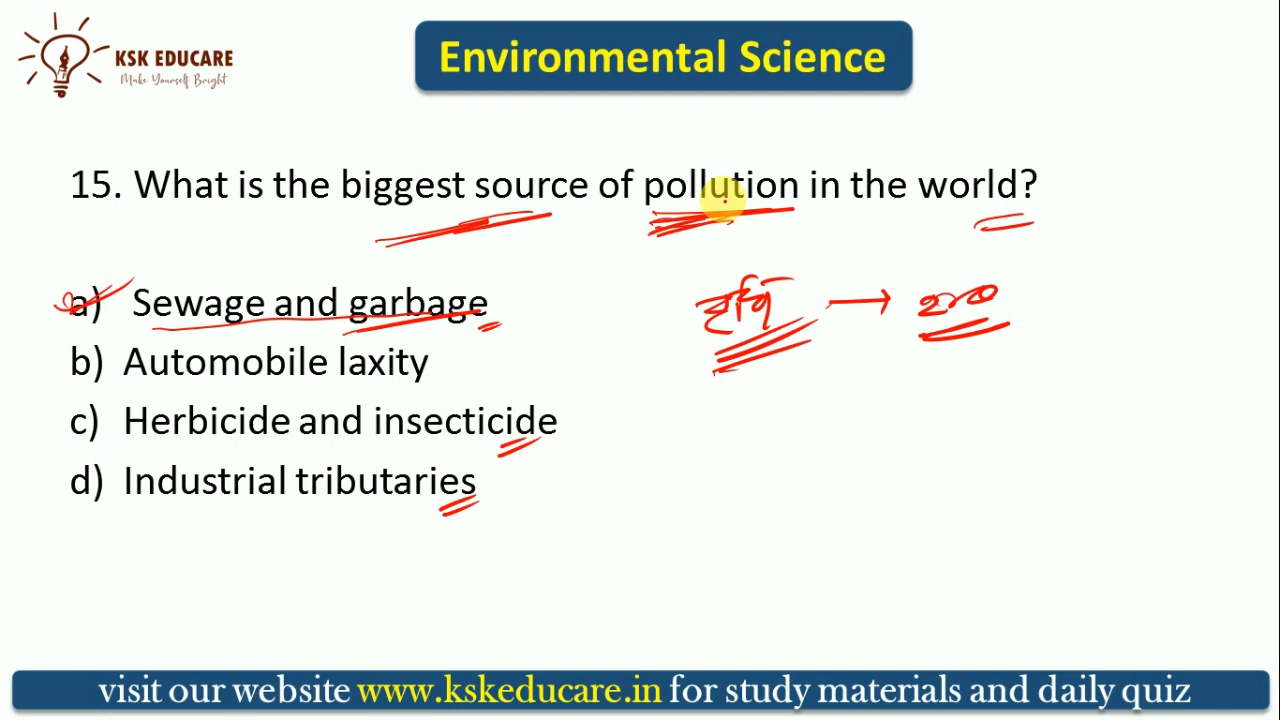 KSK EDUCARE
Make Yourself Bright
Environmental Science
15. What is the biggest source of pollution in the world?
a) Sewage and garbage
b) Automobile laxity
c) Herbicide and insecticide
d) Industrial tributaries
visit our website www.kskeducare.in for study materials and daily quiz